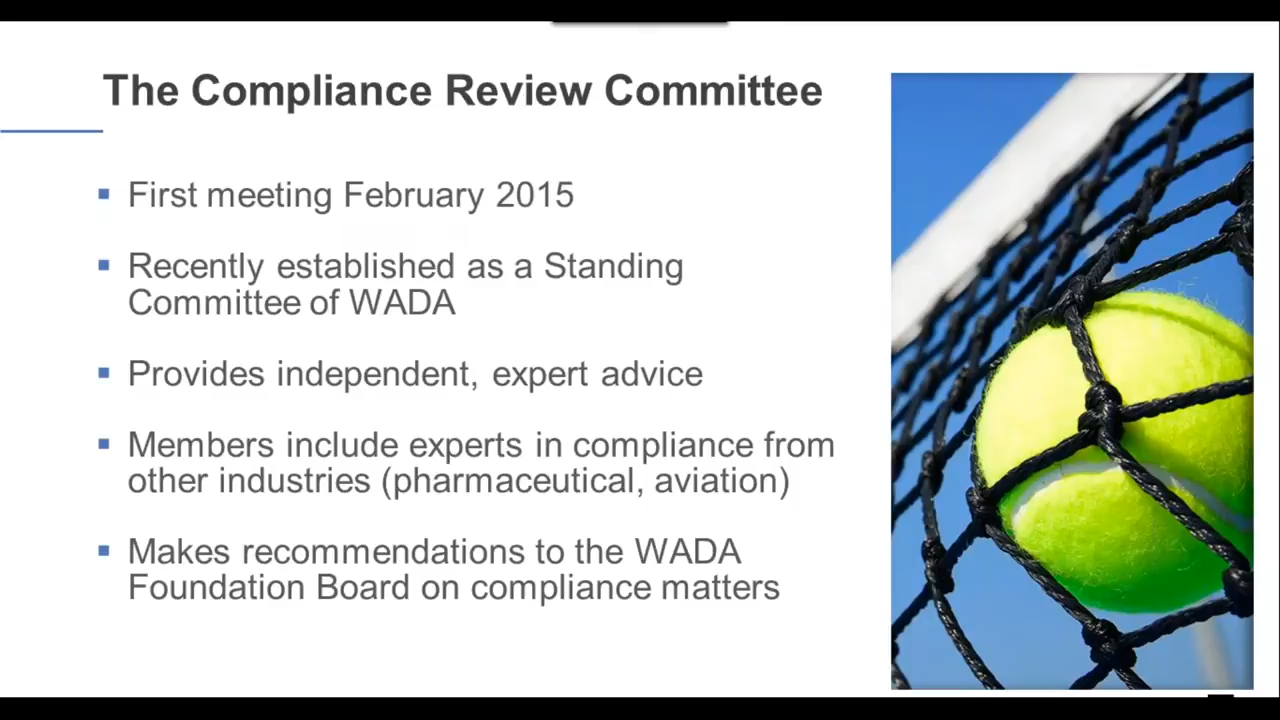 The Compliance Review Committee
First meeting February 2015
Recently established as a Standing
Committee of WADA
Provides independent, expert advice
Members include experts in compliance from
other industries (pharmaceutical, aviation)
Makes recommendations to the WADA
Foundation Board on compliance matters